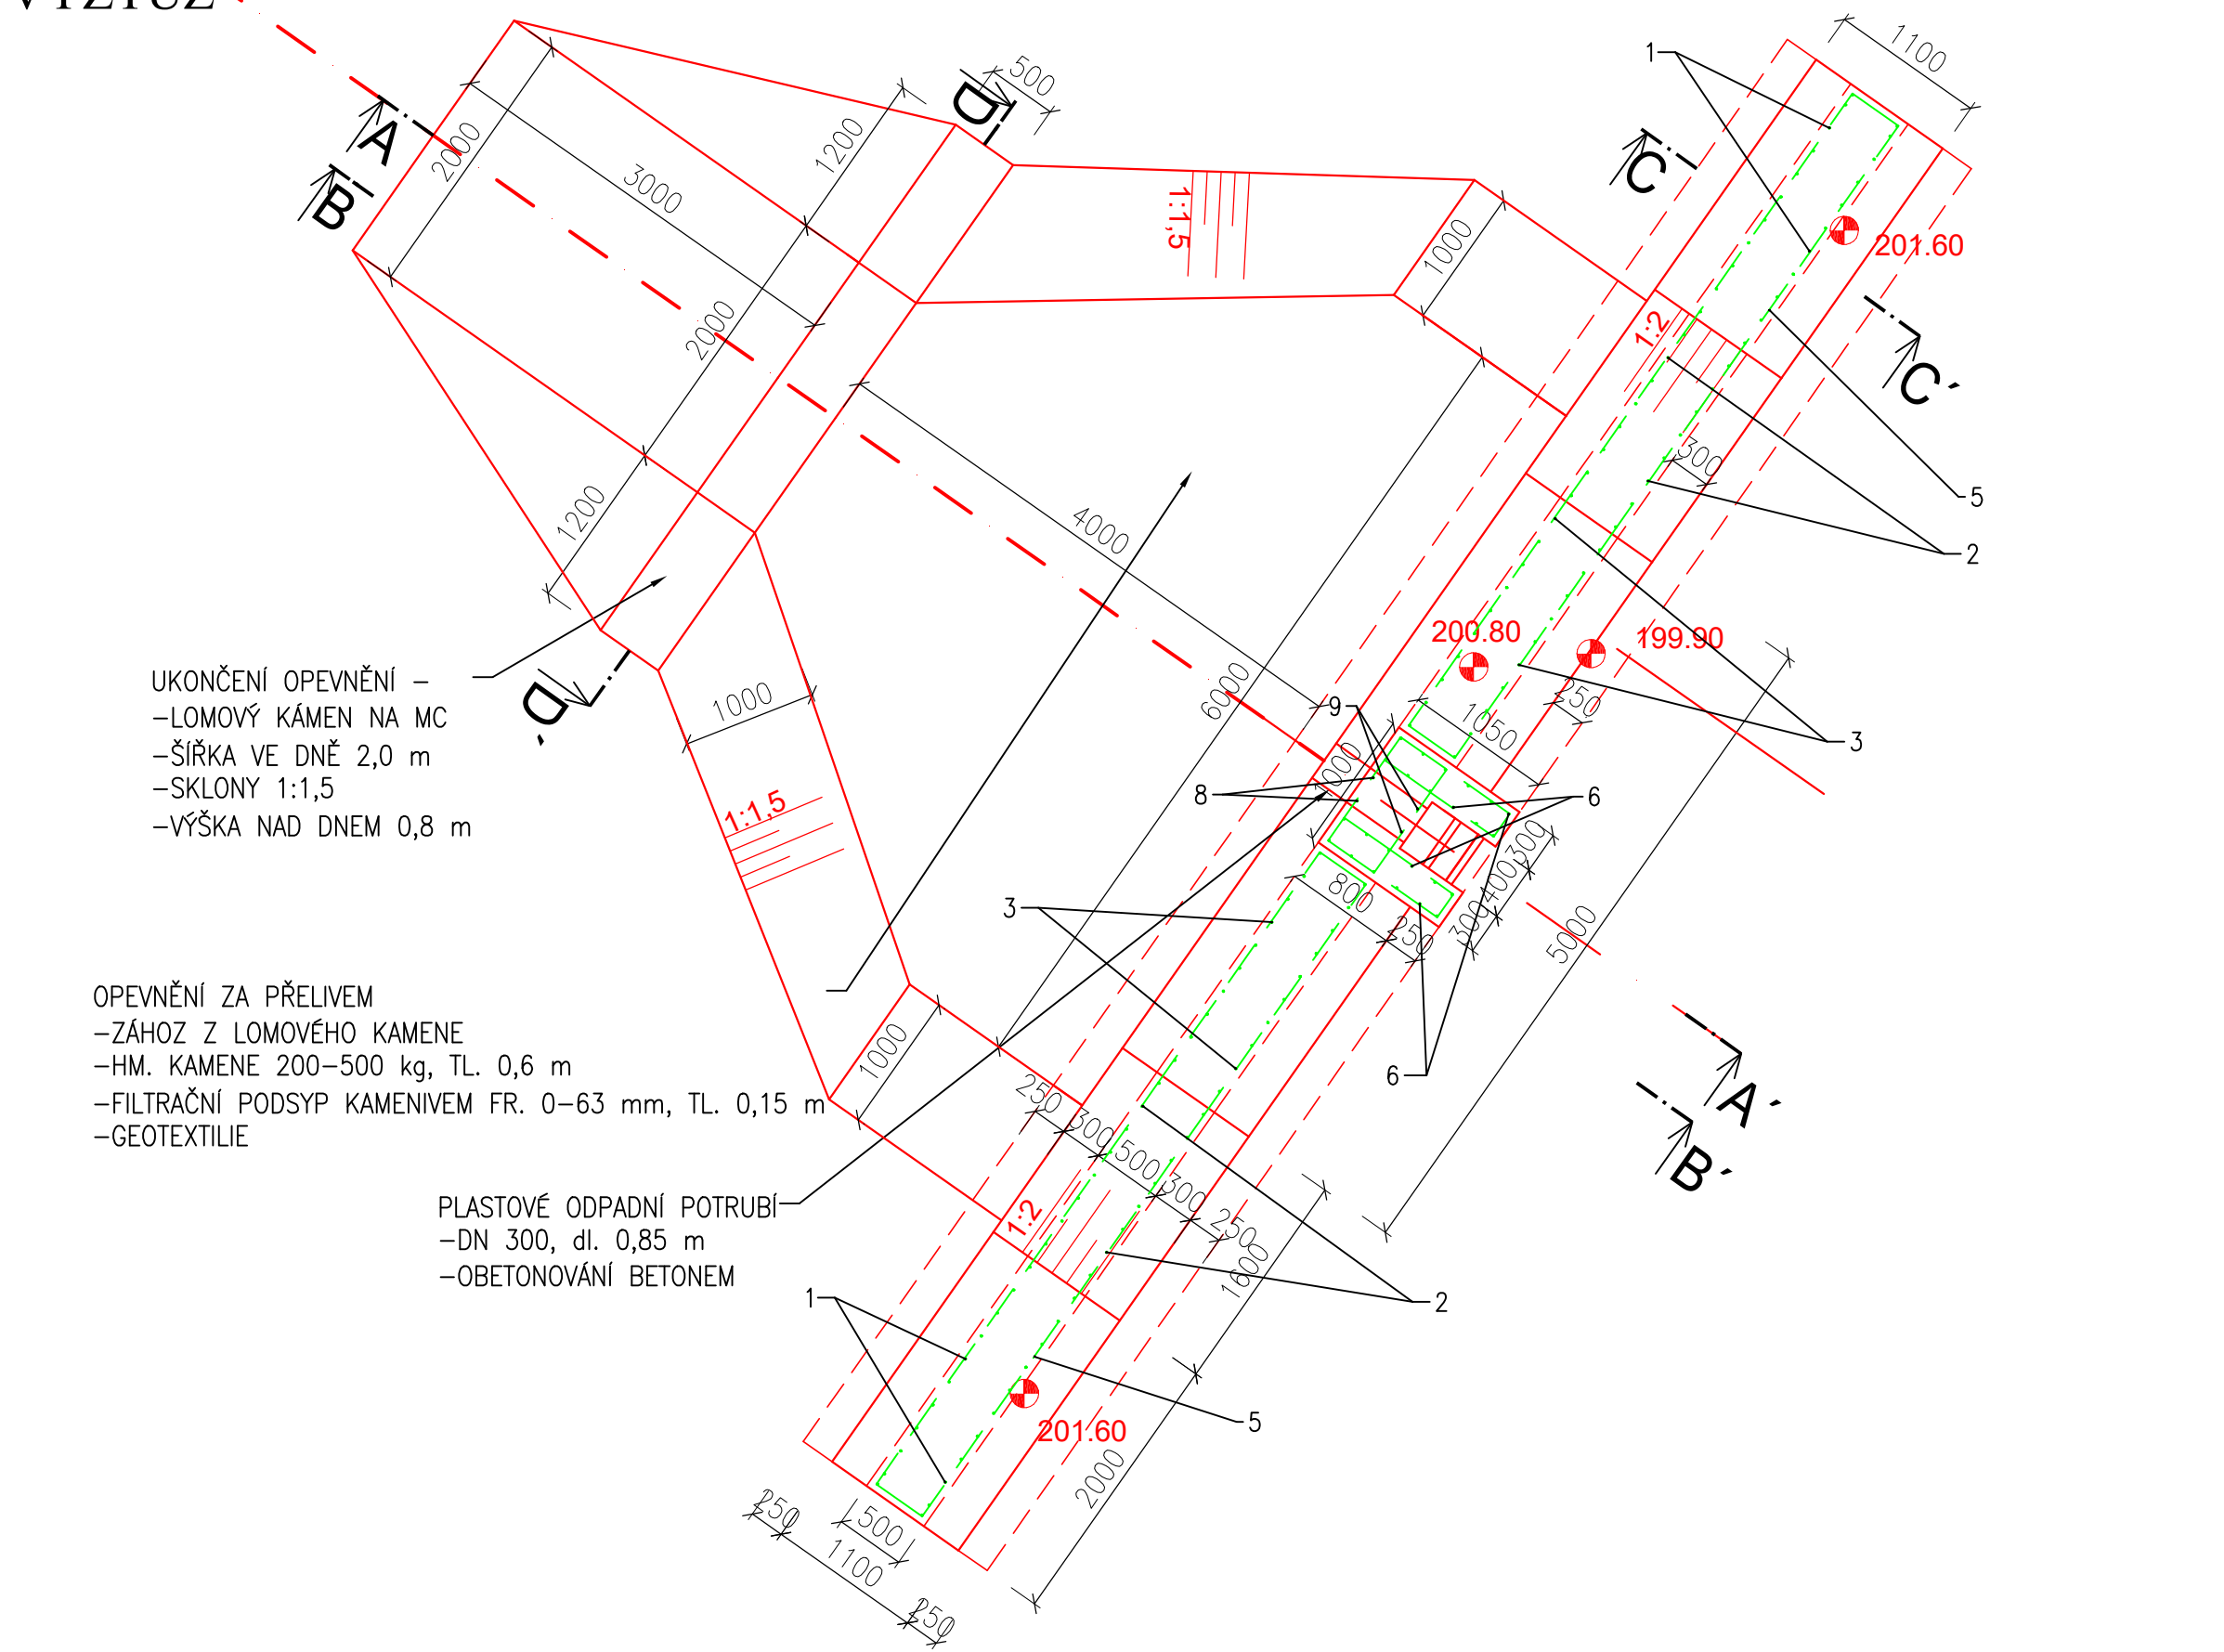 A
B
2000
3000
1200
2000
1200
D
500
1:1,5
1000
C
1
1100
201.60
1:2
C´
5
2
300
3
4000
6000
200.80
199.90
250
9
1050
1000
8
6
300
400
300
5000
800
250
3
6
D´
1000
1:1,5
UKONČENÍ OPEVNĚNÍ –
–LOMOVÝ KÁMEN NA MC
–ŠÍŘKA VE DNĚ 2,0 m
–SKLONY 1:1,5
–VÝŠKA NAD DNEM 0,8 m
OPEVNĚNÍ ZA PŘELIVEM
–ZÁHOZ Z LOMOVÉHO KAMENE
–HM. KAMENE 200–500 kg, TL. 0,6 m
–FILTRAČNÍ PODSYP KAMENIVEM FR. 0–63 mm, TL. 0,15 m
–GEOTEXTILIE
PLASTOVÉ ODPADNÍ POTRUBÍ
–DN 300, dl. 0,85 m
–OBETONOVÁNÍ BETONEM
1000
250
300
500
300
250
1600
A´
B´
1:2
1
2
5
201.60
2000
250
500
1100
250